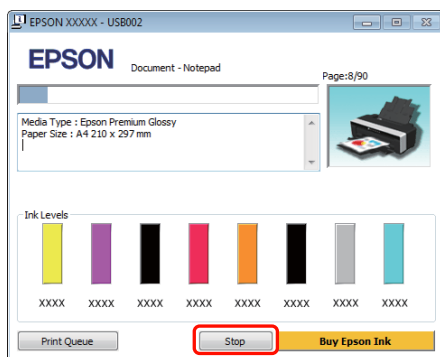 EPSON XXXXX - USB002
EPSON
Document - Notepad
Page:8/90
Media Type : Epson Premium Glossy
Paper Size : A4 210 x 297 mm
Ink Levels
XXXX XXXX XXXX XXXX XXXX XXXX XXXX XXXX
Print Queue Stop Buy Epson Ink